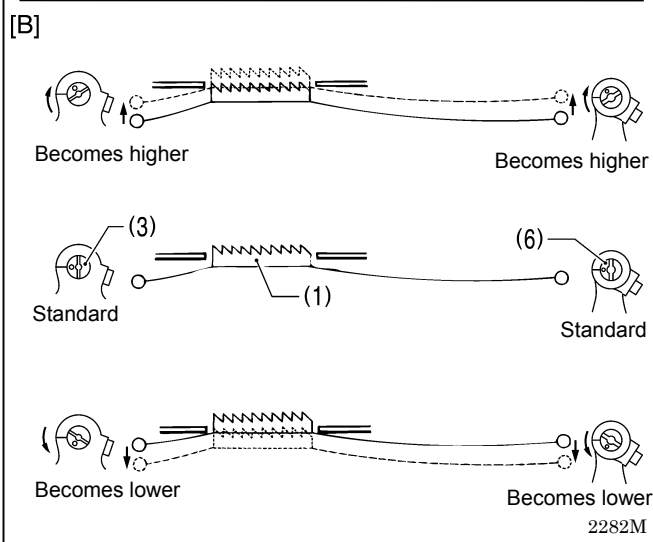 [B]
Becomes higher
Becomes higher
(3)
(6)
(1)
Standard
Standard
Becomes lower
Becomes lower
2282M